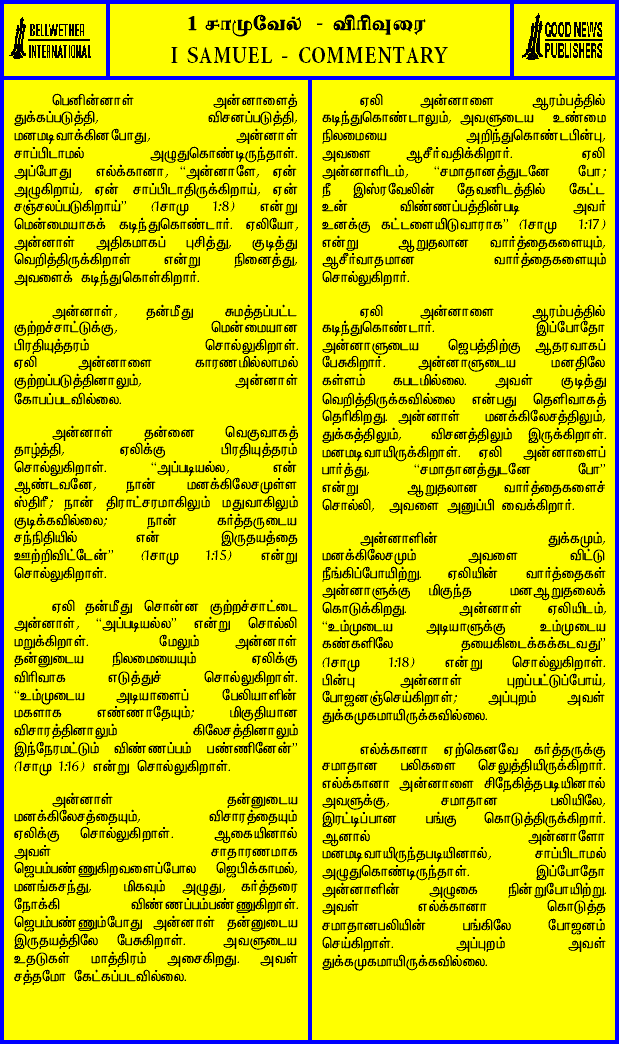 BELLWETHER
INTERNATIONAL
1 சாமுவேல் - விரிவுரை
I SAMUEL - COMMENTARY
GOOD NEWS
PUBLISHERS
பெனின்னாள் அன்னாளைத்
துக்கப்படுத்தி, விசனப்படுத்தி,
மனமடிவாக்கினபோது, அன்னாள்
சாப்பிடாமல் அழுதுகொண்டிருந்தாள்.
அப்போது எல்க்கானா, “அன்னாளே, ஏன்
அழுகிறாய், ஏன் சாப்பிடாதிருக்கிறாய், ஏன்
சஞ்சலப்படுகிறாய்” (1சாமு 1:8) என்று
மென்மையாகக் கடிந்துகொண்டார். ஏலியோ,
அன்னாள் அதிகமாகப் புசித்து, குடித்து
வெறித்திருக்கிறாள் என்று நினைத்து,
அவளைக் கடிந்துகொள்கிறார்.
அன்னாள், தன்மீது சுமத்தப்பட்ட
குற்றச்சாட்டுக்கு, மென்மையான
பிரதியுத்தரம் சொல்லுகிறாள்.
ஏலி அன்னாளை காரணமில்லாமல்
குற்றப்படுத்தினாலும், அன்னாள்
கோபப்படவில்லை.
அன்னாள் தன்னை வெகுவாகத்
தாழ்த்தி, ஏலிக்கு பிரதியுத்தரம்
சொல்லுகிறாள். “அப்படியல்ல, என்
ஆண்டவனே, நான் மனக்கிலேசமுள்ள
ஸ்திரீ; நான் திராட்சரமாகிலும் மதுவாகிலும்
குடிக்கவில்லை; நான் கர்த்தருடைய
சந்நிதியில் என் இருதயத்தை
ஊற்றிவிட்டேன்” (1சாமு 1:15) என்று
சொல்லுகிறாள்.
ஏலி தன்மீது சொன்ன குற்றச்சாட்டை
அன்னாள், “அப்படியல்ல” என்று சொல்லி
மறுக்கிறாள். மேலும் அன்னாள்
தன்னுடைய நிலமையையும் ஏலிக்கு
விரிவாக எடுத்துச் சொல்லுகிறாள்.
“உம்முடைய அடியாளைப் பேலியாளின்
மகளாக எண்ணாதேயும்; மிகுதியான
விசாரத்தினாலும் கிலேசத்தினாலும்
இந்நேரமட்டும் விண்ணப்பம் பண்ணினேன்”
(1சாமு 1:16) என்று சொல்லுகிறாள்.
அன்னாள் தன்னுடைய
மனக்கிலேசத்தையும், விசாரத்தையும்
ஏலிக்கு சொல்லுகிறாள். ஆகையினால்
அவள் சாதாரணமாக
ஜெபம்பண்ணுகிறவளைப்போல ஜெபிக்காமல்,
மனங்கசந்து, மிகவும் அழுது, கர்த்தரை
நோக்கி விண்ணப்பம்பண்ணுகிறாள்.
ஜெபம்பண்ணும்போது அன்னாள் தன்னுடைய
இருதயத்திலே பேசுகிறாள். அவளுடைய
உதடுகள் மாத்திரம் அசைகிறது. அவள்
சத்தமோ கேட்கப்படவில்லை.
ஏலி அன்னாளை ஆரம்பத்தில்
கடிந்துகொண்டாலும், அவளுடைய உண்மை
நிலமையை அறிந்துகொண்டபின்பு,
அவளை ஆசீர்வதிக்கிறார். ஏலி
அன்னாளிடம், “சமாதானத்துடனே போ;
நீ இஸ்ரவேலின் தேவனிடத்தில் கேட்ட
உன் விண்ணப்பத்தின்படி அவர்
உனக்கு கட்டளையிடுவாராக” (1சாமு 1:17)
என்று ஆறுதலான வார்த்தைகளையும்,
ஆசீர்வாதமான வார்த்தைகளையும்
சொல்லுகிறார்.
ஏலி அன்னாளை ஆரம்பத்தில்
கடிந்துகொண்டார். இப்போதோ
அன்னாளுடைய ஜெபத்திற்கு ஆதரவாகப்
பேசுகிறார். அன்னாளுடைய மனதிலே
கள்ளம் கபடமில்லை. அவள் குடித்து
வெறித்திருக்கவில்லை என்பது தெளிவாகத்
தெரிகிறது. அன்னாள் மனக்கிலேசத்திலும்,
துக்கத்திலும், விசனத்திலும் இருக்கிறாள்.
மனமடிவாயிருக்கிறாள். ஏலி அன்னாளைப்
பார்த்து, “சமாதானத்துடனே போ”
என்று ஆறுதலான வார்த்தைகளைச்
சொல்லி, அவளை அனுப்பி வைக்கிறார்.
அன்னாளின் துக்கமும்,
மனக்கிலேசமும் அவளை விட்டு
நீங்கிப்போயிற்று. ஏலியின் வார்த்தைகள்
அன்னாளுக்கு மிகுந்த மனஆறுதலைக்
கொடுக்கிறது. அன்னாள் ஏலியிடம்,
“உம்முடைய அடியாளுக்கு உம்முடைய
கண்களிலே தயைகிடைக்கக்கடவது”
(1சாமு 1:18) என்று சொல்லுகிறாள்.
பின்பு அன்னாள் புறப்பட்டுப்போய்,
போஜனஞ்செய்கிறாள்; அப்புறம் அவள்
துக்கமுகமாயிருக்கவில்லை.
எல்க்கானா ஏற்கெனவே கர்த்தருக்கு
சமாதான பலிகளை செலுத்தியிருக்கிறார்.
எல்க்கானா அன்னாளை சிநேகித்தபடியினால்
அவளுக்கு, சமாதான பலியிலே,
இரட்டிப்பான பங்கு கொடுத்திருக்கிறார்.
ஆனால் அன்னாளோ
மனமடிவாயிருந்தபடியினால், சாப்பிடாமல்
அழுதுகொண்டிருந்தாள். இப்போதோ
அன்னாளின் அழுகை நின்றுபோயிற்று.
அவள் எல்க்கானா கொடுத்த
சமாதானபலியின் பங்கிலே போஜனம்
செய்கிறாள். அப்புறம் அவள்
துக்கமுகமாயிருக்கவில்லை.